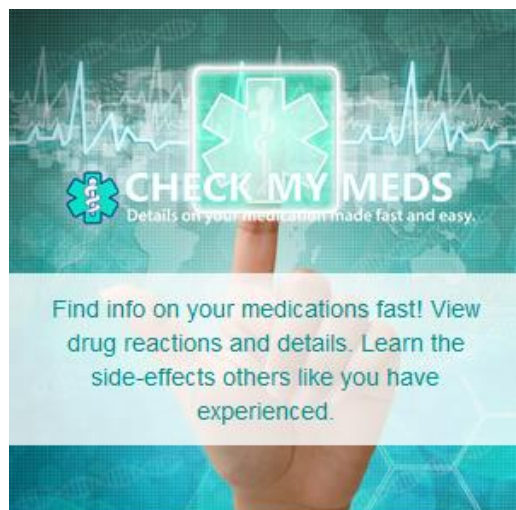 CHECK MY MEDS
Details on your medication made fast and easy.
Find info on your medications fast! View
drug reactions and details. Learn the
side-effects others like you have
experienced.